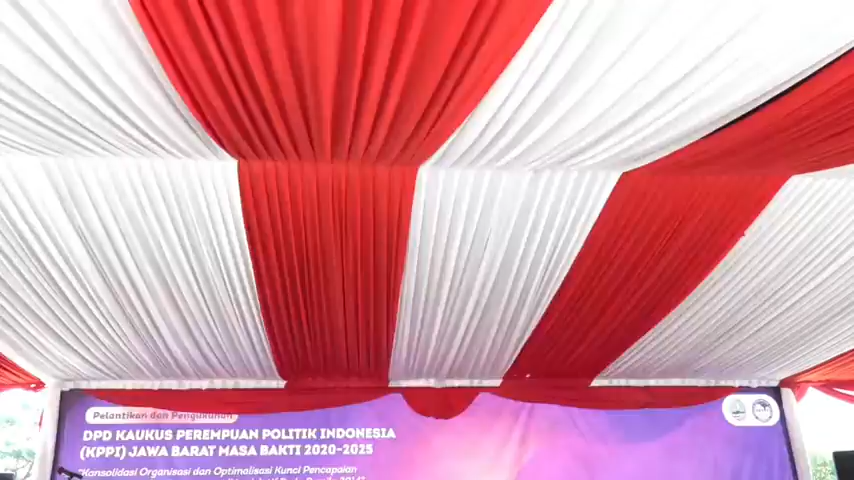 Pelantikan dan Pengukuhan
DPD KAUKUS PEREMPUAN POLITIK INDONESIA
(KPPI) JAWA BARAT MASA BAKTI 2020-2025
"Konsolidasi Organisasi dan Optimalisasi Kunci Pencapaian